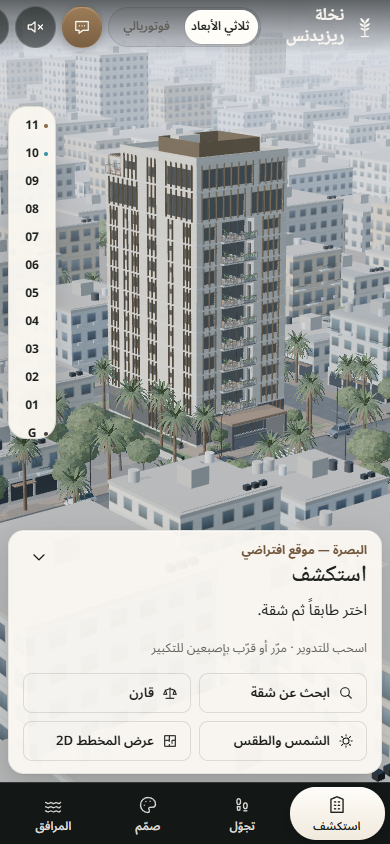 نخلة
ريزيدنس
ثلاثي الأبعاد
فوتوريالي
11
10
09
08
07
06
05
04
03
02
01
G
البصرة — موقع افتراضي
استكشف
اختر طابقاً ثم شقة.
اسحب للتدوير · مرّر أو قرّب بإصبعين للتكبير
ابحث عن شقة
قارن
الشمس والطقس
عرض المخطط 2D
استكشف
تجوّل
صمّم
المرافق